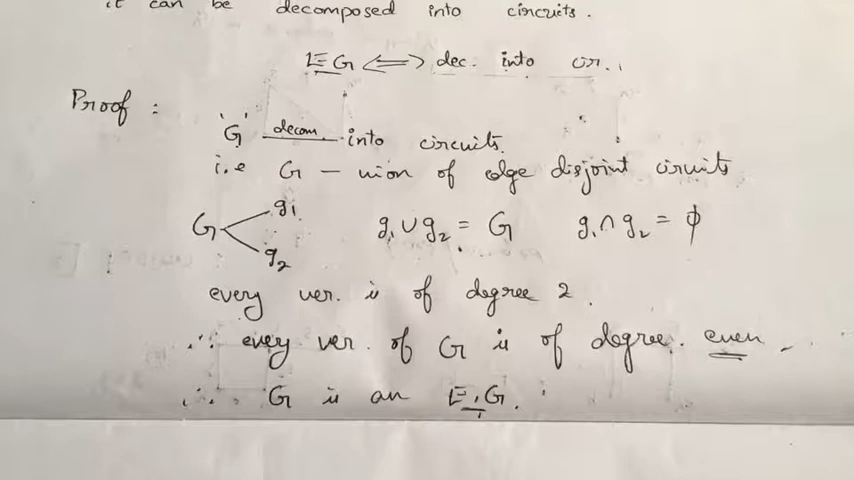 it can be decomposed into circuits.
EG ⟺ dec. into cir.
Proof :
'G' decom. into circuits.
i.e G — union of edge disjoint circuits
G g1 g2 g1 ∪ g2 = G g1 ∩ g2 = ϕ
every ver. is of degree 2.
∴ every ver. of G is of degree even.
∴ G is an E.G.